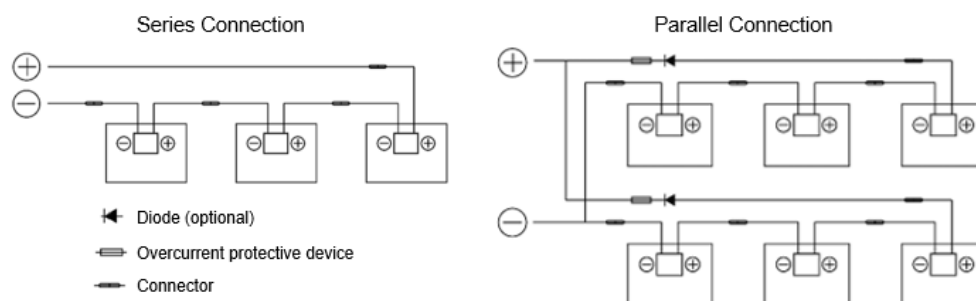 Series Connection
Parallel Connection
Diode (optional)
Overcurrent protective device
Connector